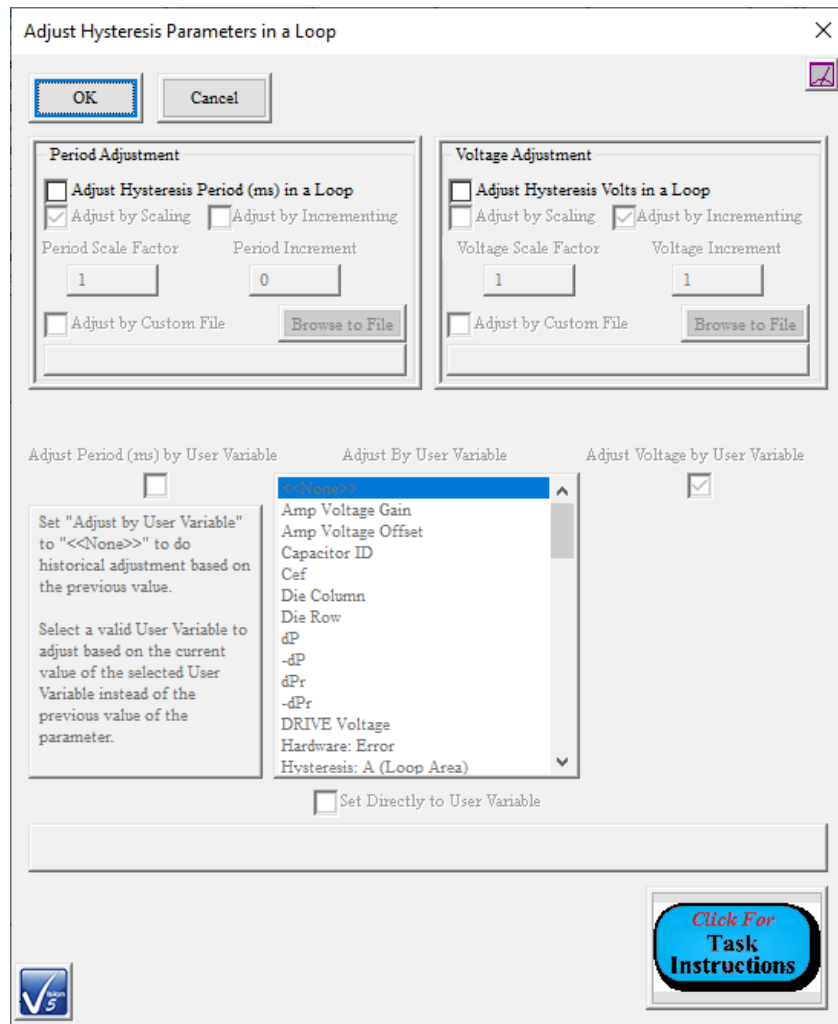 Adjust Hysteresis Parameters in a Loop
OK
Cancel
Period Adjustment
Adjust Hysteresis Period (ms) in a Loop
Adjust by Scaling
Adjust by Incrementing
Period Scale Factor
Period Increment
1
0
Adjust by Custom File
Browse to File
Voltage Adjustment
Adjust Hysteresis Volts in a Loop
Adjust by Scaling
Adjust by Incrementing
Voltage Scale Factor
Voltage Increment
1
1
Adjust by Custom File
Browse to File
Adjust Period (ms) by User Variable
Set "Adjust by User Variable"
to "<<None>>" to do
historical adjustment based on
the previous value.
Select a valid User Variable to
adjust based on the current
value of the selected User
Variable instead of the
previous value of the
parameter.
Adjust By User Variable
<<None>>
Amp Voltage Gain
Amp Voltage Offset
Capacitor ID
Cef
Die Column
Die Row
dP
-dP
dPr
-dPr
DRIVE Voltage
Hardware: Error
Hysteresis: A (Loop Area)
Adjust Voltage by User Variable
Set Directly to User Variable
Click For
Task
Instructions
Vision
5